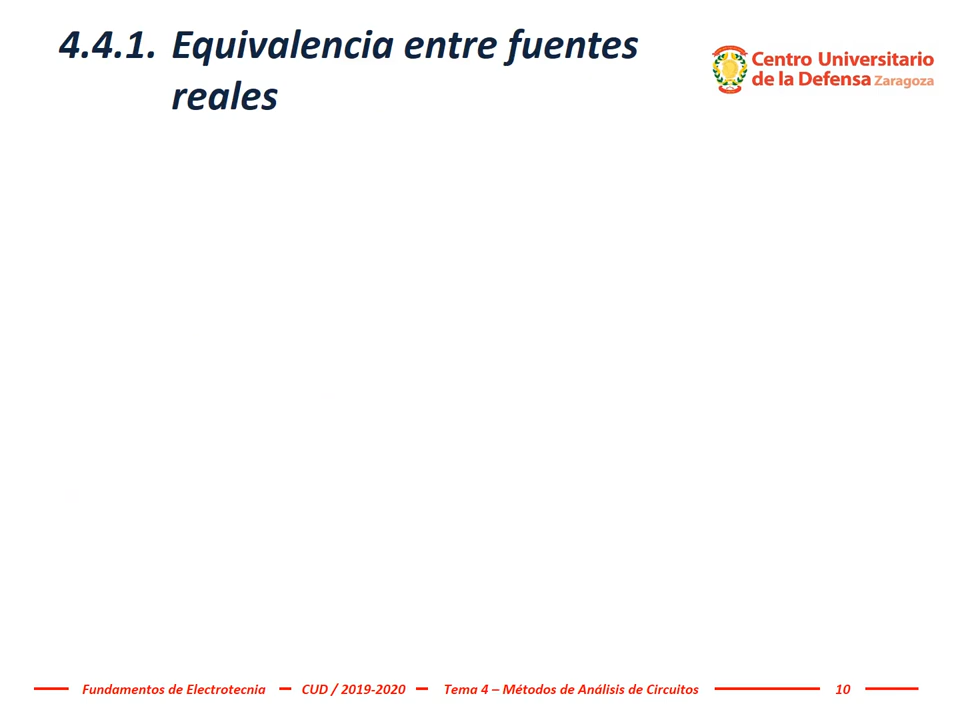 4.4.1. Equivalencia entre fuentes
reales
Centro Universitario
de la Defensa Zaragoza
Fundamentos de Electrotecnia CUD / 2019-2020 Tema 4 – Métodos de Análisis de Circuitos 10